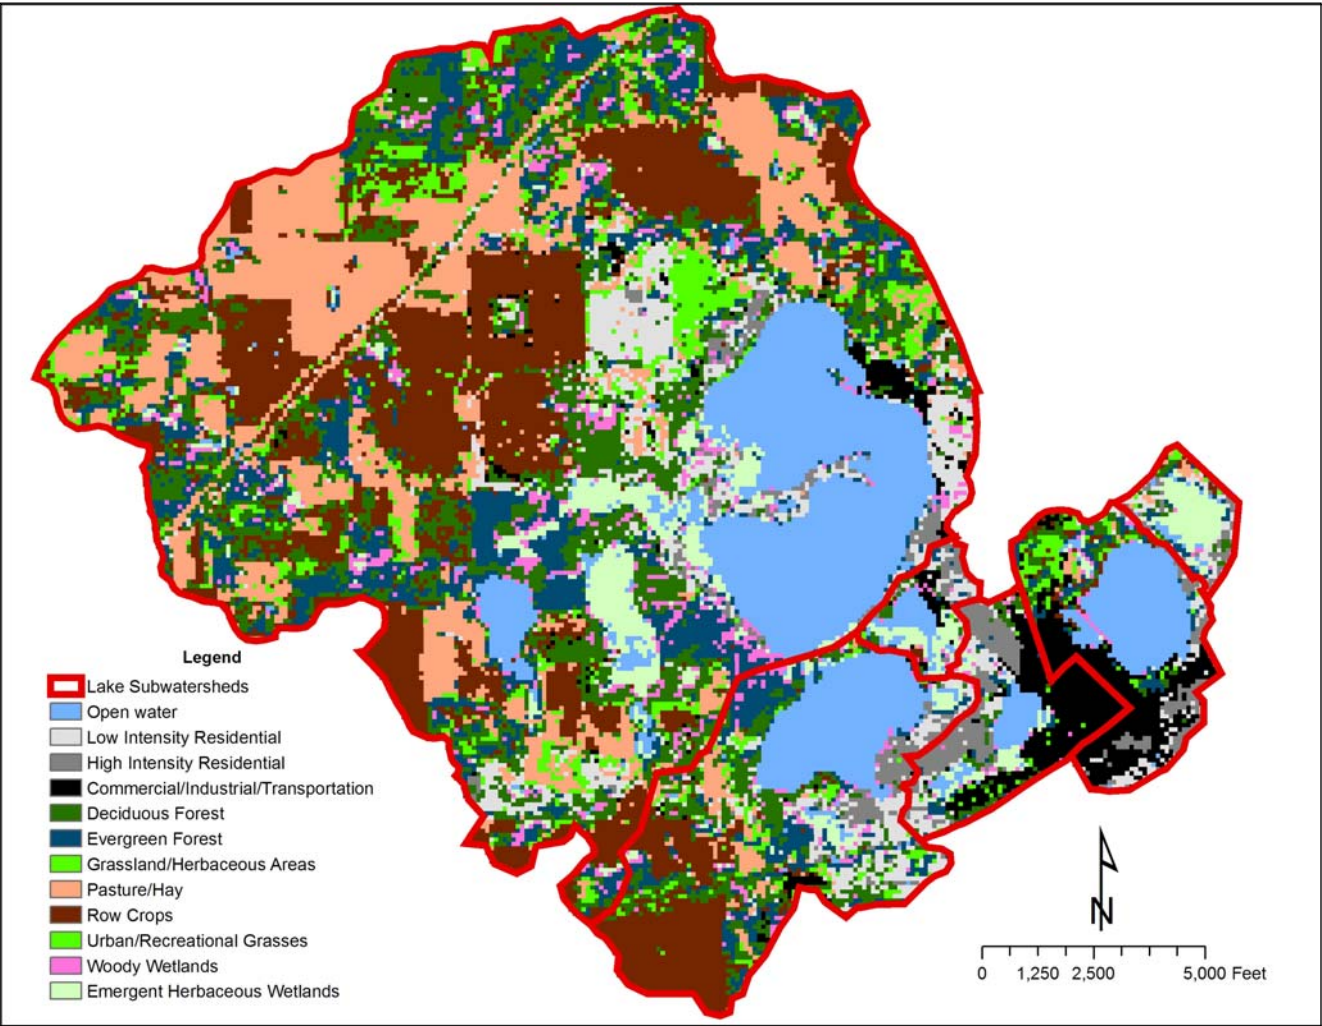 Legend
Lake Subwatersheds
Open water
Low Intensity Residential
High Intensity Residential
Commercial/Industrial/Transportation
Deciduous Forest
Evergreen Forest
Grassland/Herbaceous Areas
Pasture/Hay
Row Crops
Urban/Recreational Grasses
Woody Wetlands
Emergent Herbaceous Wetlands
N
0 1,250 2,500 5,000 Feet